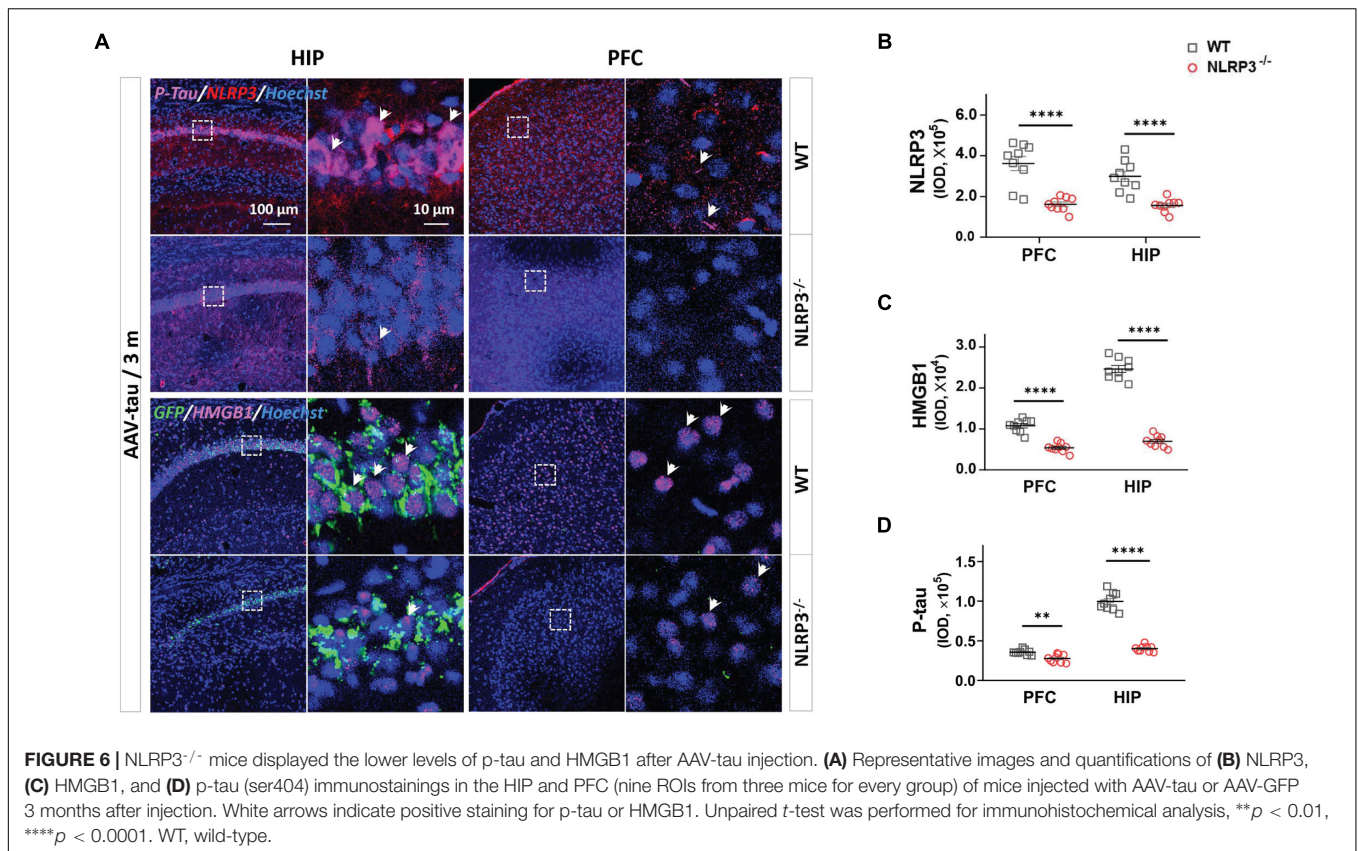 A
HIP
PFC
P-Tau/NLRP3/Hoechst
100 µm
10 µm
WT
NLRP3-/-
AAV-tau / 3 m
GFP/HMGB1/Hoechst
WT
NLRP3-/-
B
WT
NLRP3-/-
NLRP3
(IOD, X10⁵)
6.0
4.0
2.0
0.0
****
****
PFC
HIP
C
HMGB1
(IOD, X10⁴)
3.0
2.0
1.0
0.0
****
****
PFC
HIP
D
P-tau
(IOD, ×10⁵)
1.5
1.0
0.5
0.0
**
****
PFC
HIP
FIGURE 6 | NLRP3-/- mice displayed the lower levels of p-tau and HMGB1 after AAV-tau injection. (A) Representative images and quantifications of (B) NLRP3,
(C) HMGB1, and (D) p-tau (ser404) immunostainings in the HIP and PFC (nine ROIs from three mice for every group) of mice injected with AAV-tau or AAV-GFP
3 months after injection. White arrows indicate positive staining for p-tau or HMGB1. Unpaired t-test was performed for immunohistochemical analysis, **p < 0.01,
****p < 0.0001. WT, wild-type.